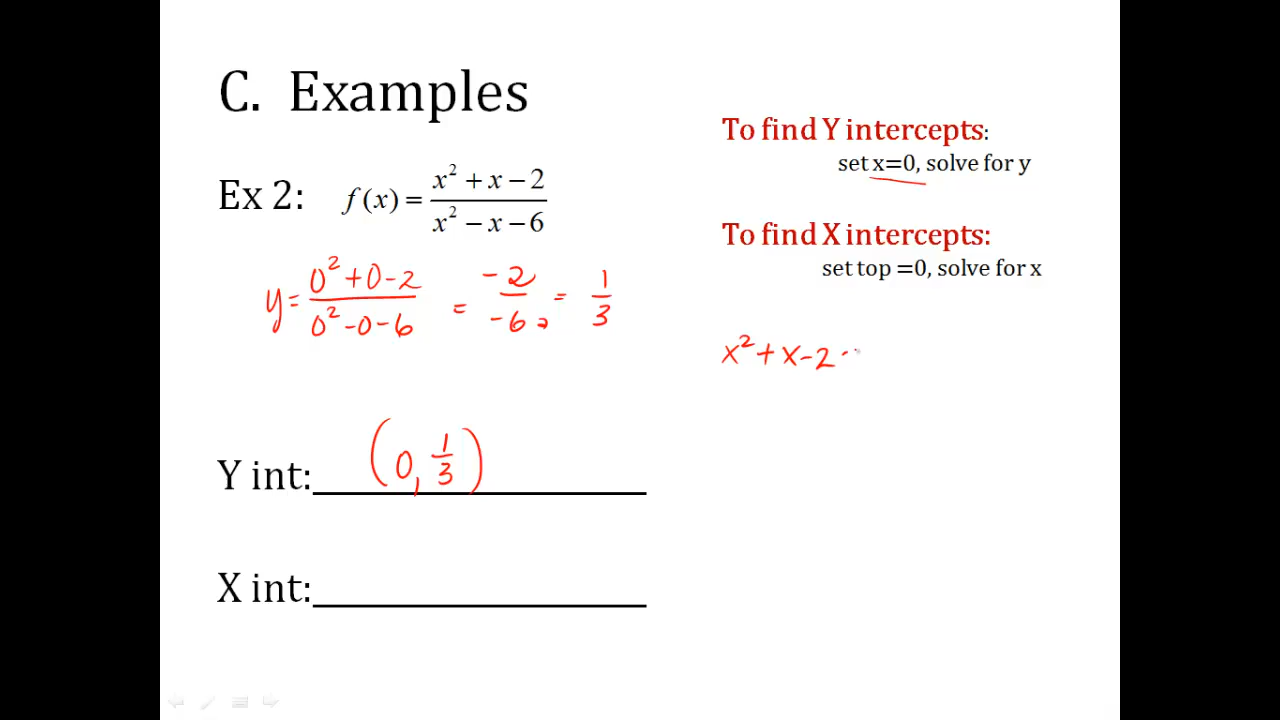 C. Examples
Ex 2: f(x) = (x² + x − 2)/(x² − x − 6)
y = (0² + 0 - 2)/(0² - 0 - 6) = -2/-6 = 1/3
Y int: (0, 1/3)
X int:
To find Y intercepts:
set x=0, solve for y
To find X intercepts:
set top =0, solve for x
x² + x - 2